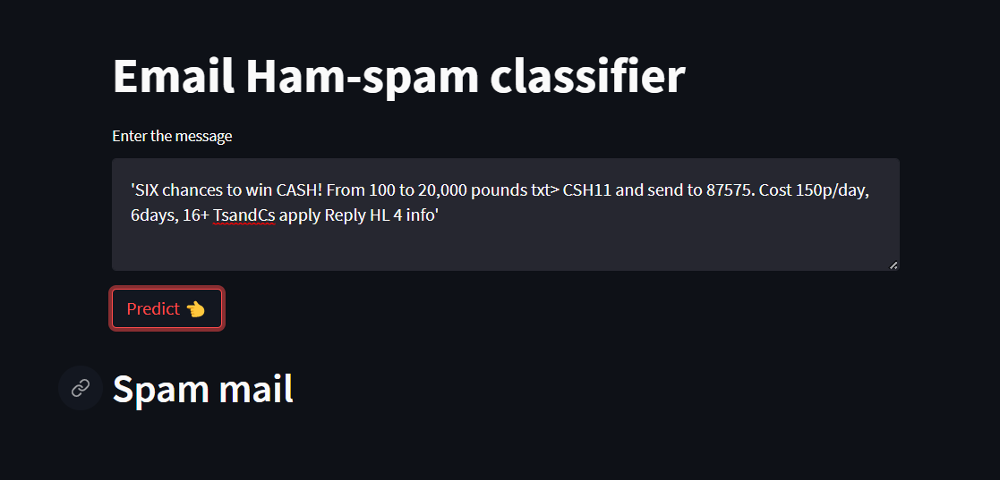 Email Ham-spam classifier
Enter the message
'SIX chances to win CASH! From 100 to 20,000 pounds txt> CSH11 and send to 87575. Cost 150p/day,
6days, 16+ TsandCs apply Reply HL 4 info'
Predict 👈
Spam mail